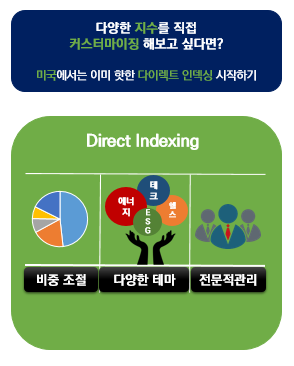 다양한 지수를 직접
커스터마이징 해보고 싶다면?
미국에서는 이미 핫한 다이렉트 인덱싱 시작하기
Direct Indexing
에너
지
테
크
헬
스
E
S
G
비중 조절
다양한 테마
전문적관리